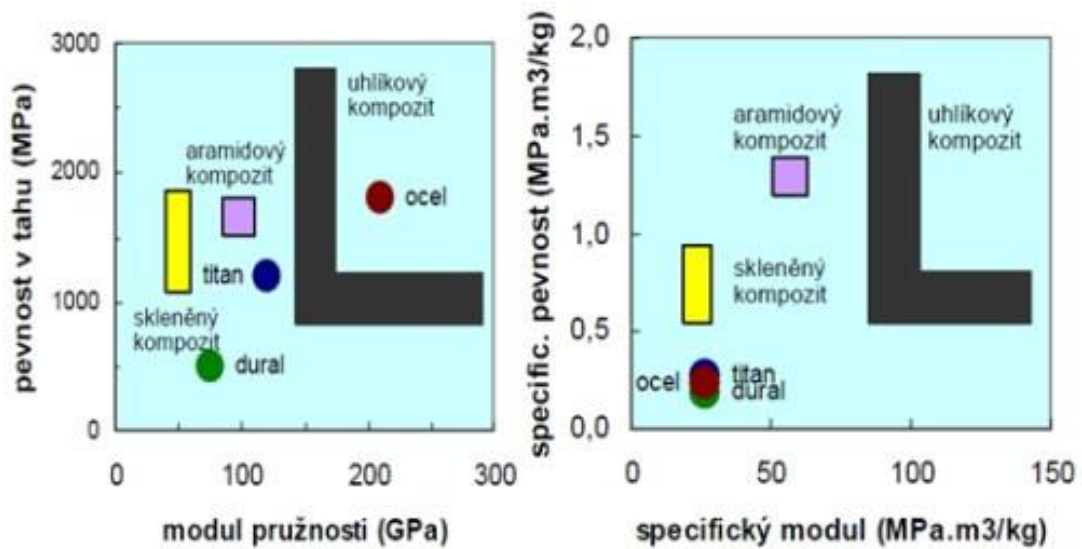 pevnost v tahu (MPa)
3000
2000
1000
0
uhlíkový
kompozit
aramidový
kompozit
ocel
titan
skleněný
kompozit
dural
0
100
200
300
modul pružnosti (GPa)
specific. pevnost (MPa.m3/kg)
2,0
1,5
1,0
0,5
0,0
aramidový
kompozit
uhlíkový
kompozit
skleněný
kompozit
ocel
titan
dural
0
50
100
150
specifický modul (MPa.m3/kg)